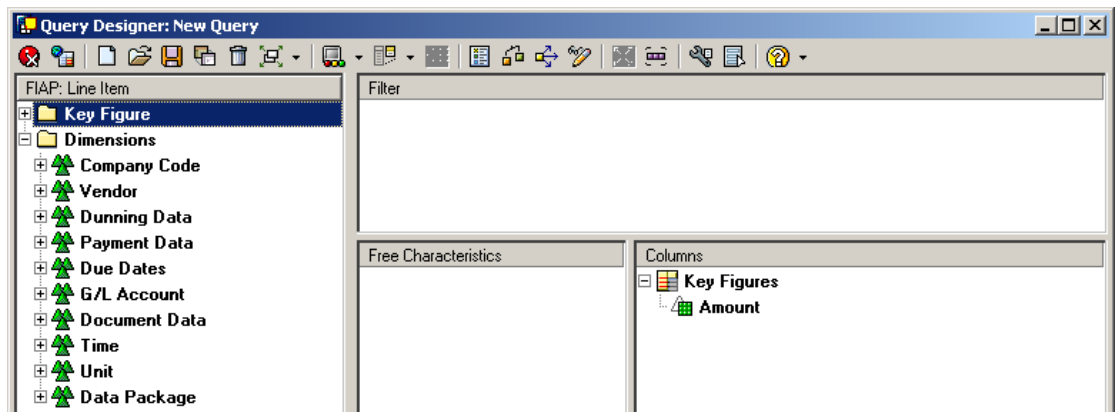 Query Designer: New Query
FIAP: Line Item
Key Figure
Dimensions
Company Code
Vendor
Dunning Data
Payment Data
Due Dates
G/L Account
Document Data
Time
Unit
Data Package
Filter
Free Characteristics
Columns
Key Figures
Amount